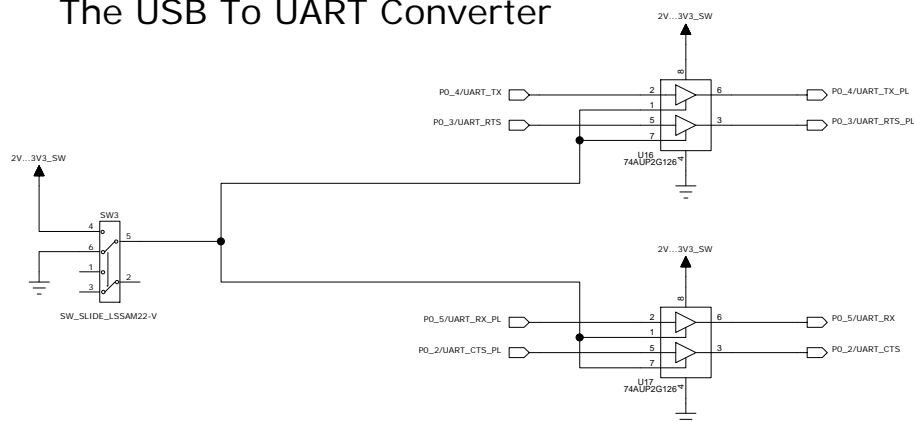 The USB To UART Converter
2V...3V3_SW
8
P0_4/UART_TX 2 6 P0_4/UART_TX_PL
1
P0_3/UART_RTS 5 3 P0_3/UART_RTS_PL
7
U16
74AUP2G126 4
2V...3V3_SW
SW3
4
5
6
1
2
3
SW_SLIDE_LSSAM22-V
2V...3V3_SW
8
P0_5/UART_RX_PL 2 6 P0_5/UART_RX
1
P0_2/UART_CTS_PL 5 3 P0_2/UART_CTS
7
U17
74AUP2G126 4